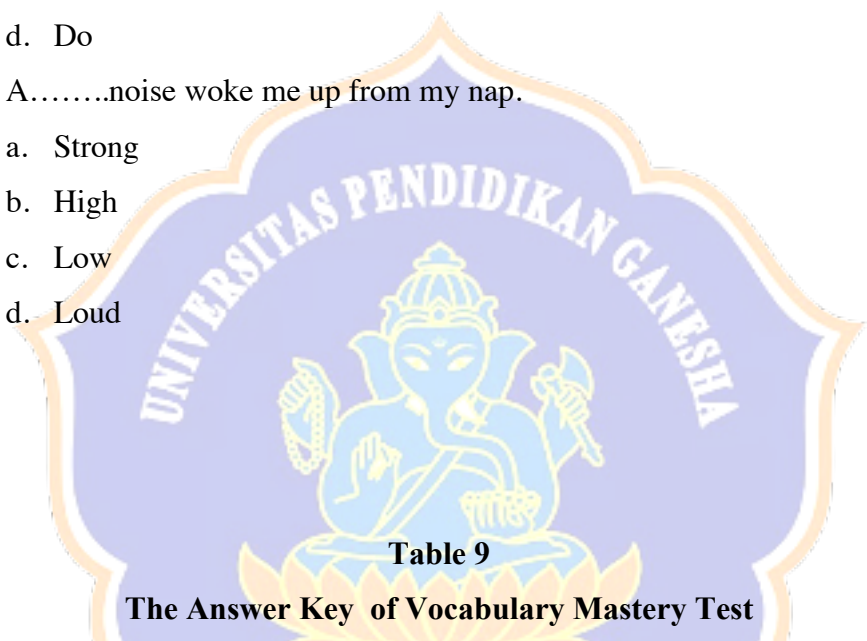 d. Do
A........noise woke me up from my nap.
a. Strong
b. High
c. Low
d. Loud
UNIVERSITAS PENDIDIKAN GANESHA
Table 9
The Answer Key of Vocabulary Mastery Test